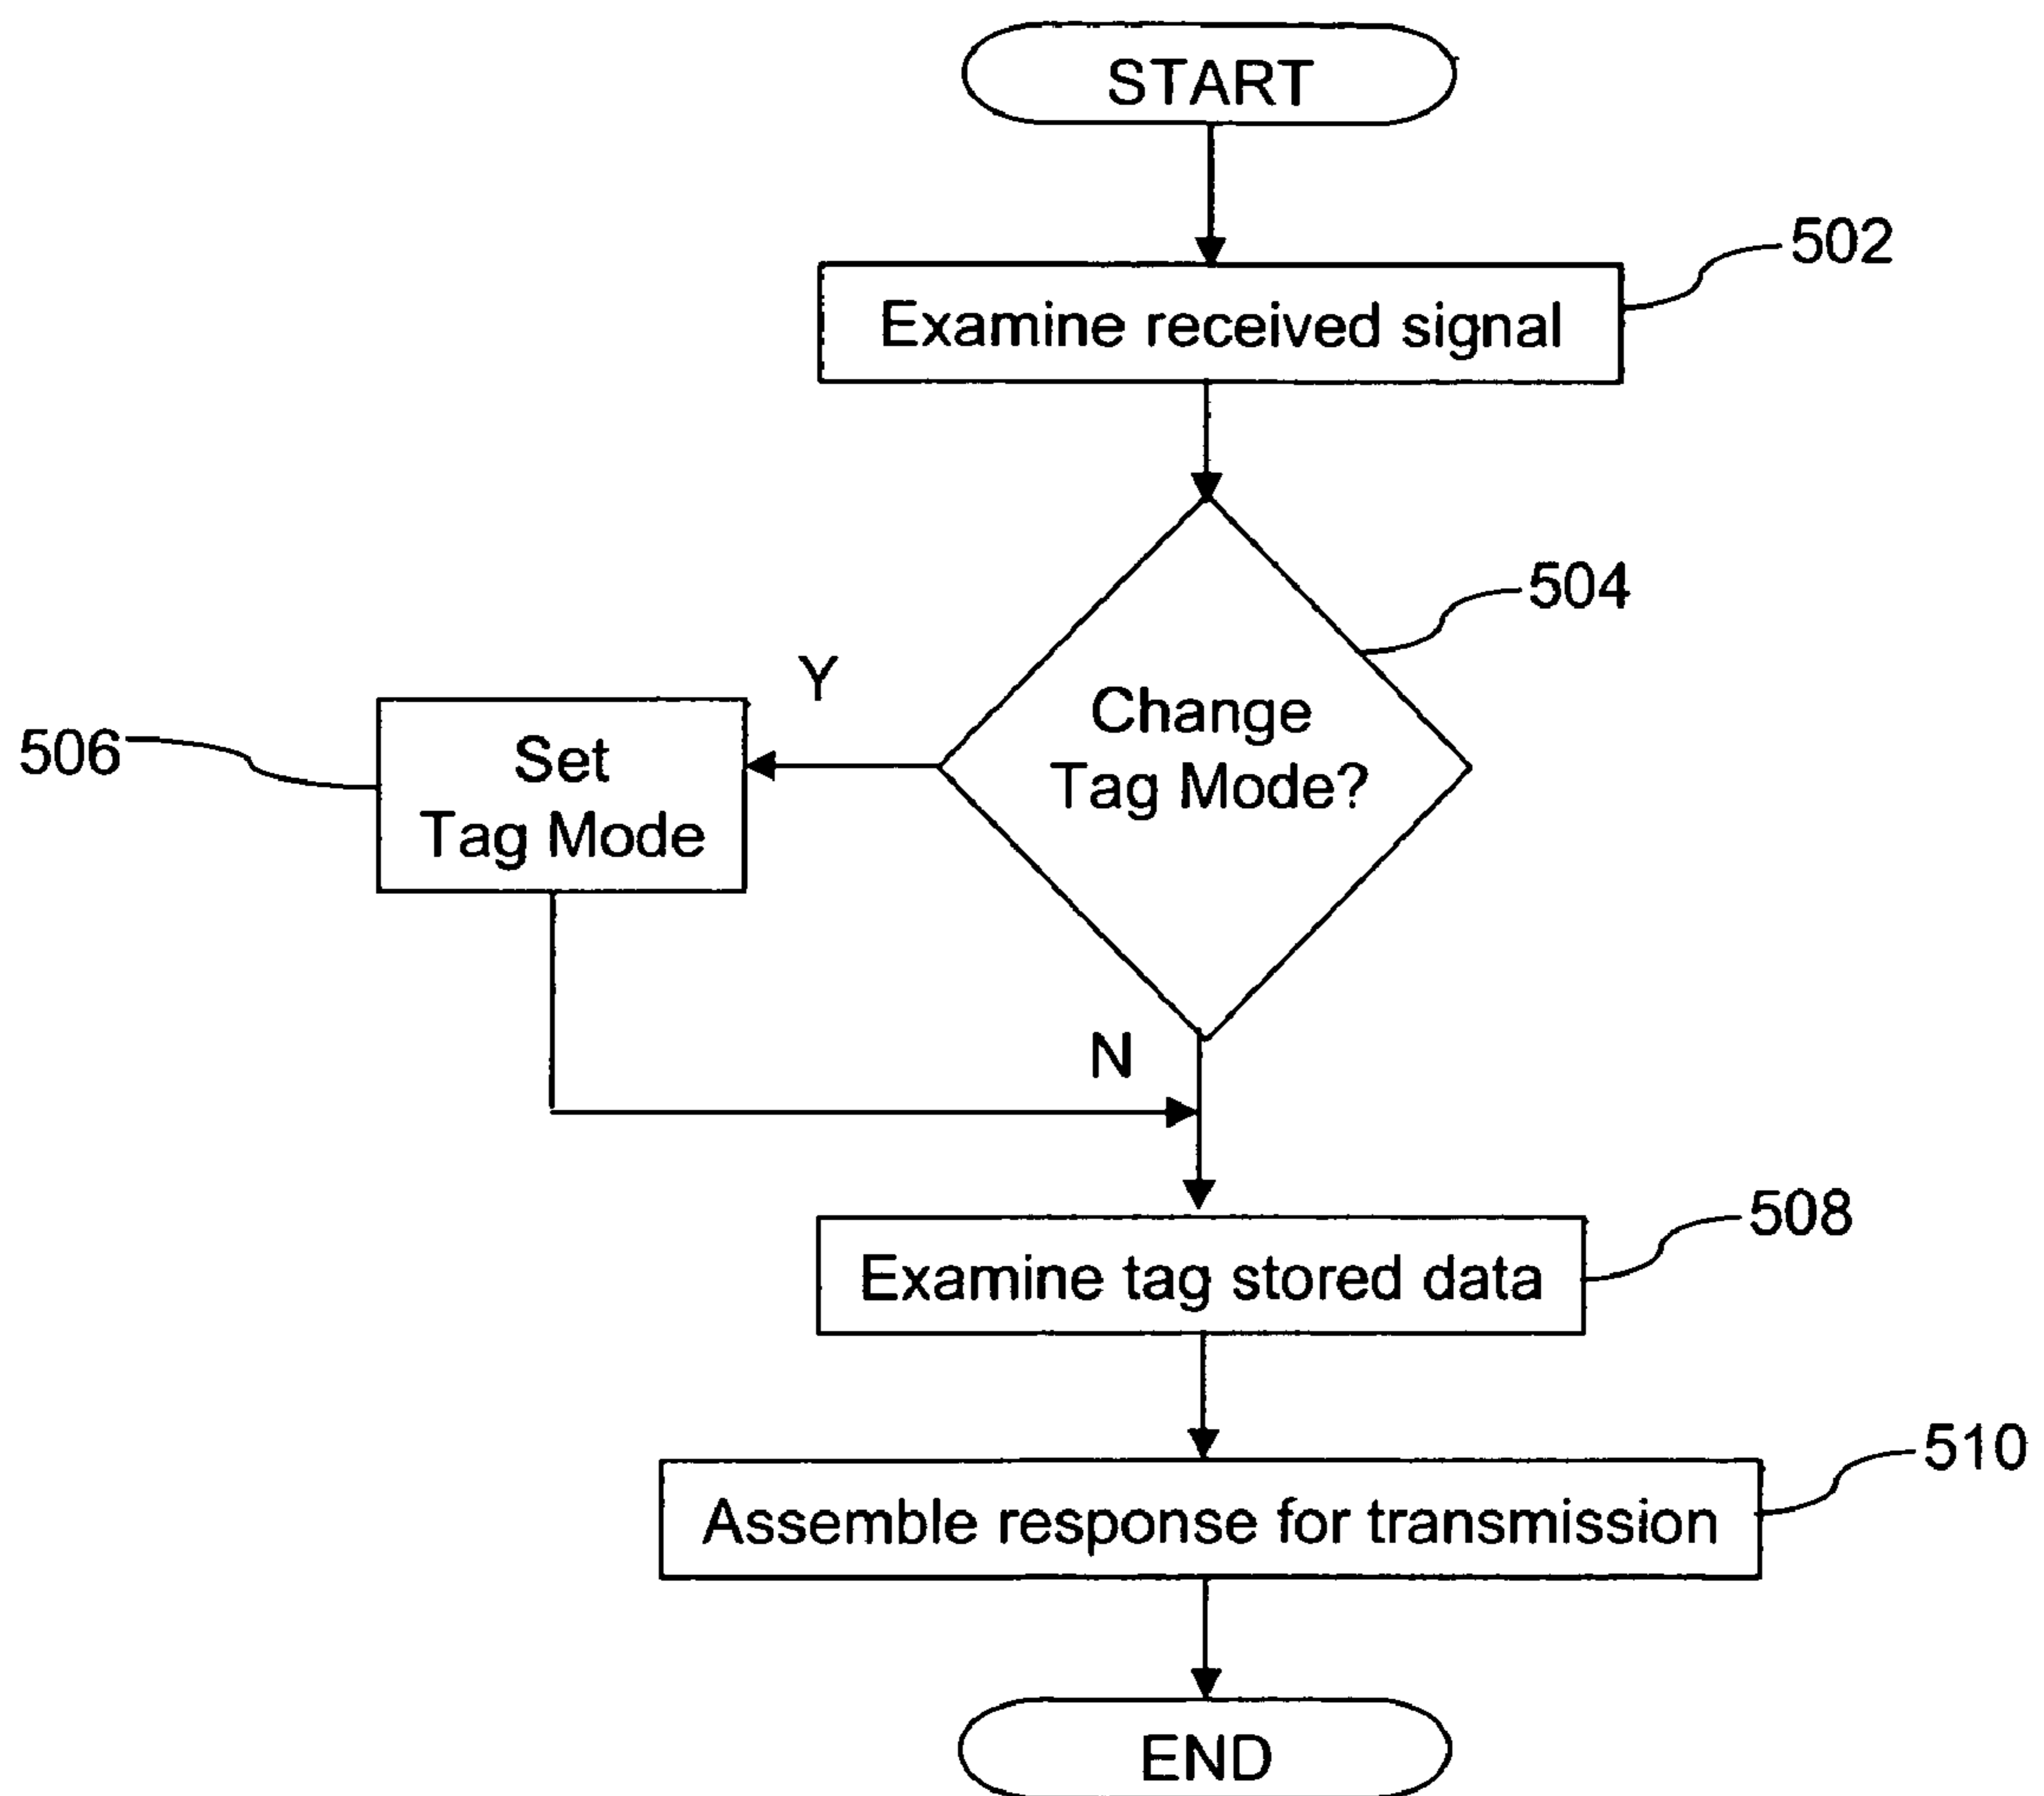 START
502
Examine received signal
504
Y
Change
Tag Mode?
506
Set
Tag Mode
N
508
Examine tag stored data
510
Assemble response for transmission
END